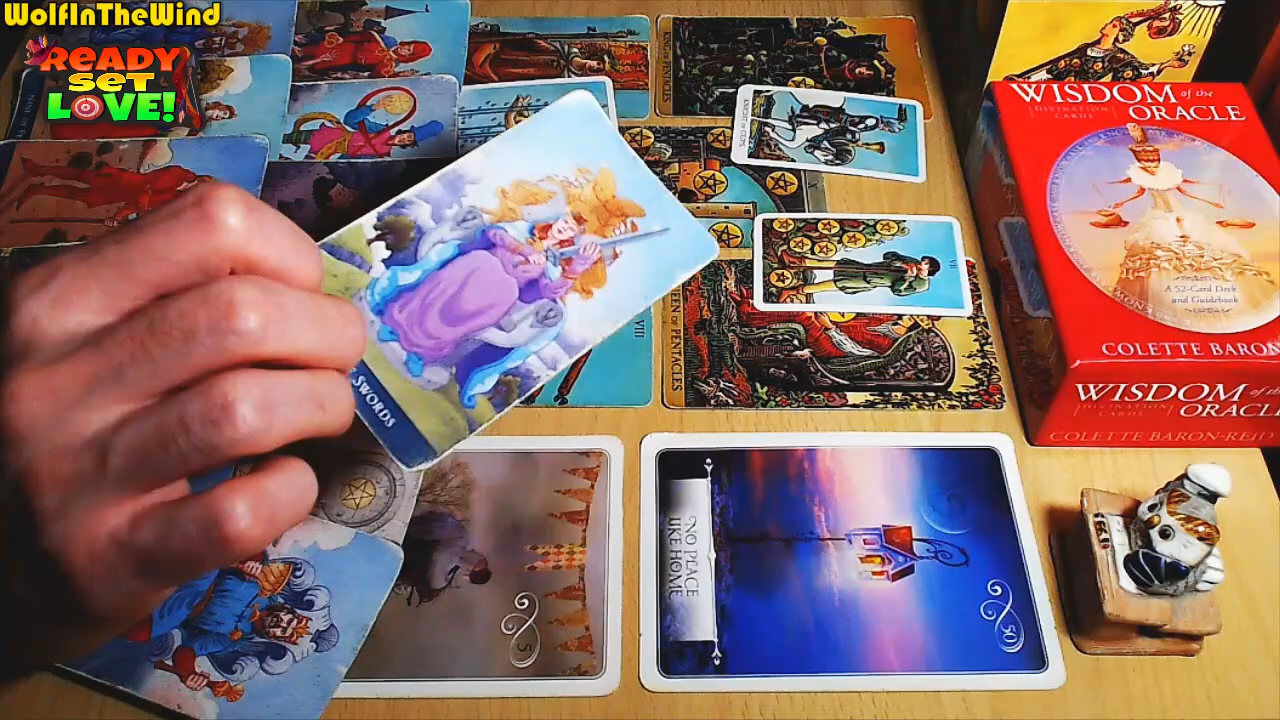 WolfInTheWind
READY
SET
LOVE!
KING OF PENTACLES
KNIGHT OF CUPS
VII
VIII
QUEEN OF PENTACLES
SWORDS
5
NO PLACE
LIKE HOME
50
WISDOM of the
ORACLE
DIVINATION
CARDS
A 52-Card Deck
and Guidebook
COLETTE BARON
WISDOM of the
DIVINATION
CARDS
ORACLE
COLETTE BARON-REID